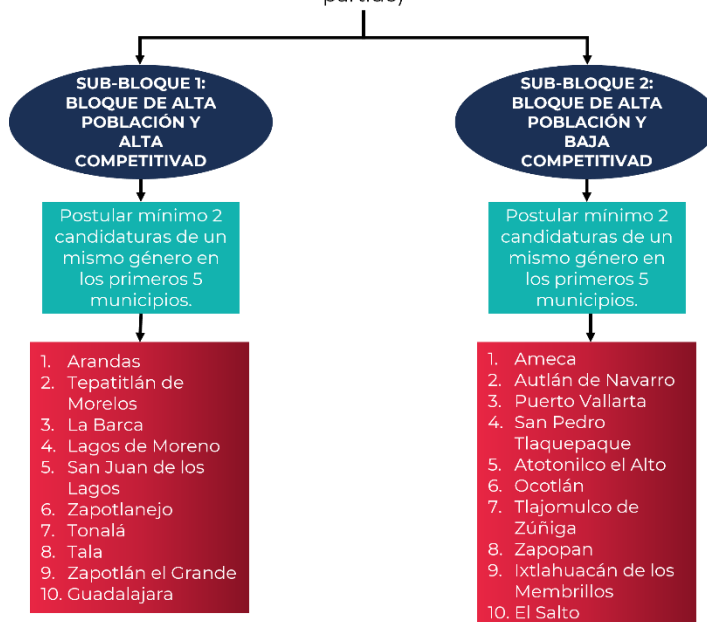 partido)
SUB-BLOQUE 1:
BLOQUE DE ALTA
POBLACIÓN Y
ALTA
COMPETITIVAD
Postular mínimo 2
candidaturas de un
mismo género en
los primeros 5
municipios.
1. Arandas
2. Tepatitlán de
Morelos
3. La Barca
4. Lagos de Moreno
5. San Juan de los
Lagos
6. Zapotlanejo
7. Tonalá
8. Tala
9. Zapotlán el Grande
10. Guadalajara
SUB-BLOQUE 2:
BLOQUE DE ALTA
POBLACIÓN Y
BAJA
COMPETITIVAD
Postular mínimo 2
candidaturas de un
mismo género en
los primeros 5
municipios.
1. Ameca
2. Autlán de Navarro
3. Puerto Vallarta
4. San Pedro
Tlaquepaque
5. Atotonilco el Alto
6. Ocotlán
7. Tlajomulco de
Zúñiga
8. Zapopan
9. Ixtlahuacán de los
Membrillos
10. El Salto